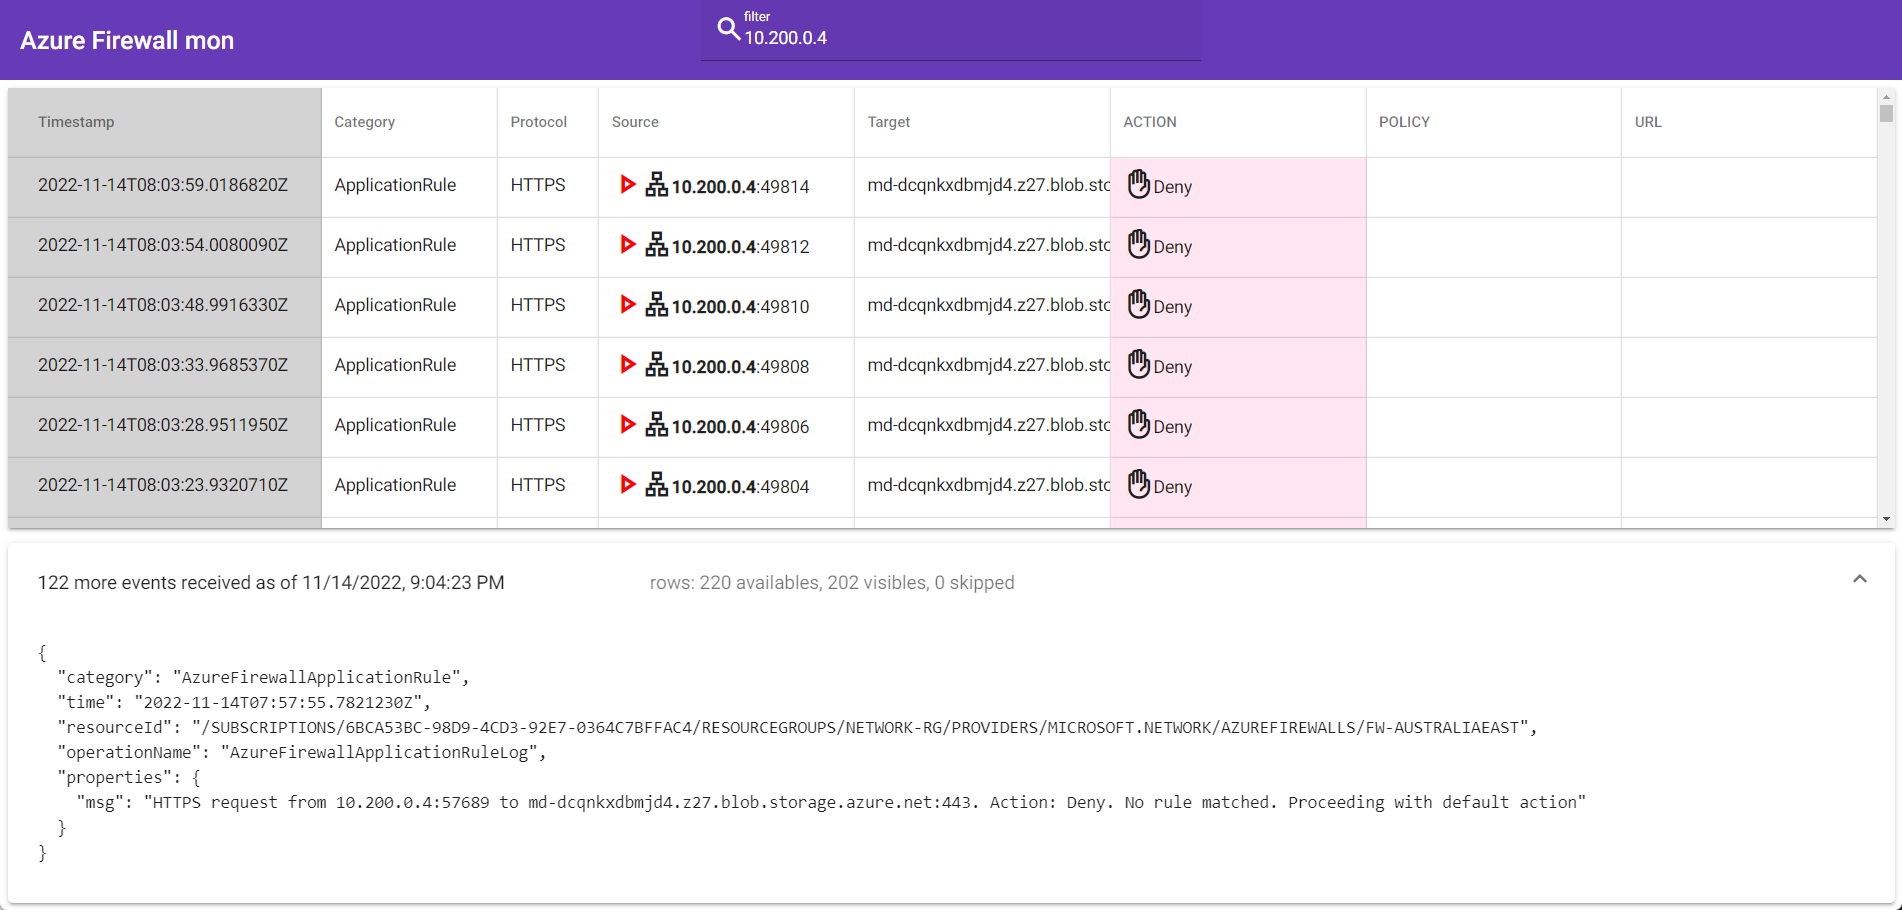 Azure Firewall mon
filter
10.200.0.4
Timestamp Category Protocol Source Target ACTION POLICY URL
2022-11-14T08:03:59.0186820Z ApplicationRule HTTPS 10.200.0.4:49814 md-dcqnkxdbmjd4.z27.blob.sto Deny
2022-11-14T08:03:54.0080090Z ApplicationRule HTTPS 10.200.0.4:49812 md-dcqnkxdbmjd4.z27.blob.sto Deny
2022-11-14T08:03:48.9916330Z ApplicationRule HTTPS 10.200.0.4:49810 md-dcqnkxdbmjd4.z27.blob.sto Deny
2022-11-14T08:03:33.9685370Z ApplicationRule HTTPS 10.200.0.4:49808 md-dcqnkxdbmjd4.z27.blob.sto Deny
2022-11-14T08:03:28.9511950Z ApplicationRule HTTPS 10.200.0.4:49806 md-dcqnkxdbmjd4.z27.blob.sto Deny
2022-11-14T08:03:23.9320710Z ApplicationRule HTTPS 10.200.0.4:49804 md-dcqnkxdbmjd4.z27.blob.sto Deny
122 more events received as of 11/14/2022, 9:04:23 PM rows: 220 availables, 202 visibles, 0 skipped
{
"category": "AzureFirewallApplicationRule",
"time": "2022-11-14T07:57:55.7821230Z",
"resourceId": "/SUBSCRIPTIONS/6BCA53BC-98D9-4CD3-92E7-0364C7BFFAC4/RESOURCEGROUPS/NETWORK-RG/PROVIDERS/MICROSOFT.NETWORK/AZUREFIREWALLS/FW-AUSTRALIAEAST",
"operationName": "AzureFirewallApplicationRuleLog",
"properties": {
"msg": "HTTPS request from 10.200.0.4:57689 to md-dcqnkxdbmjd4.z27.blob.storage.azure.net:443. Action: Deny. No rule matched. Proceeding with default action"
}
}